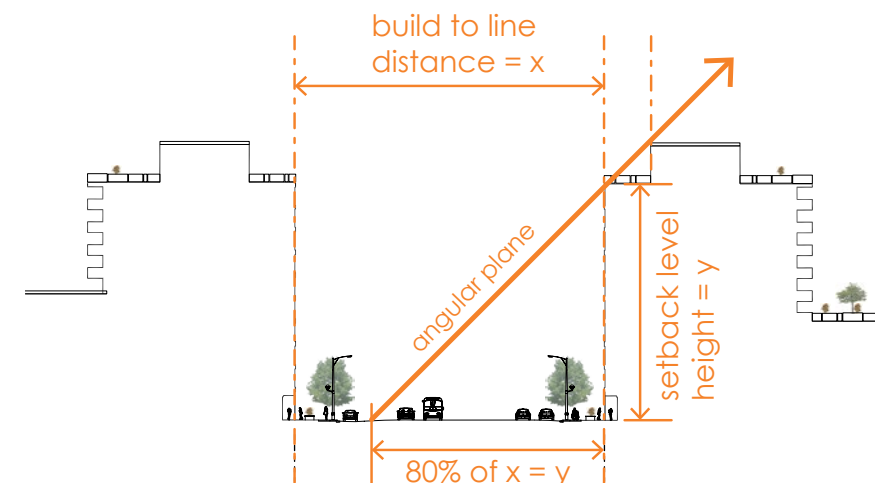 build to line
distance = x
angular plane
setback level
height = y
80% of x = y